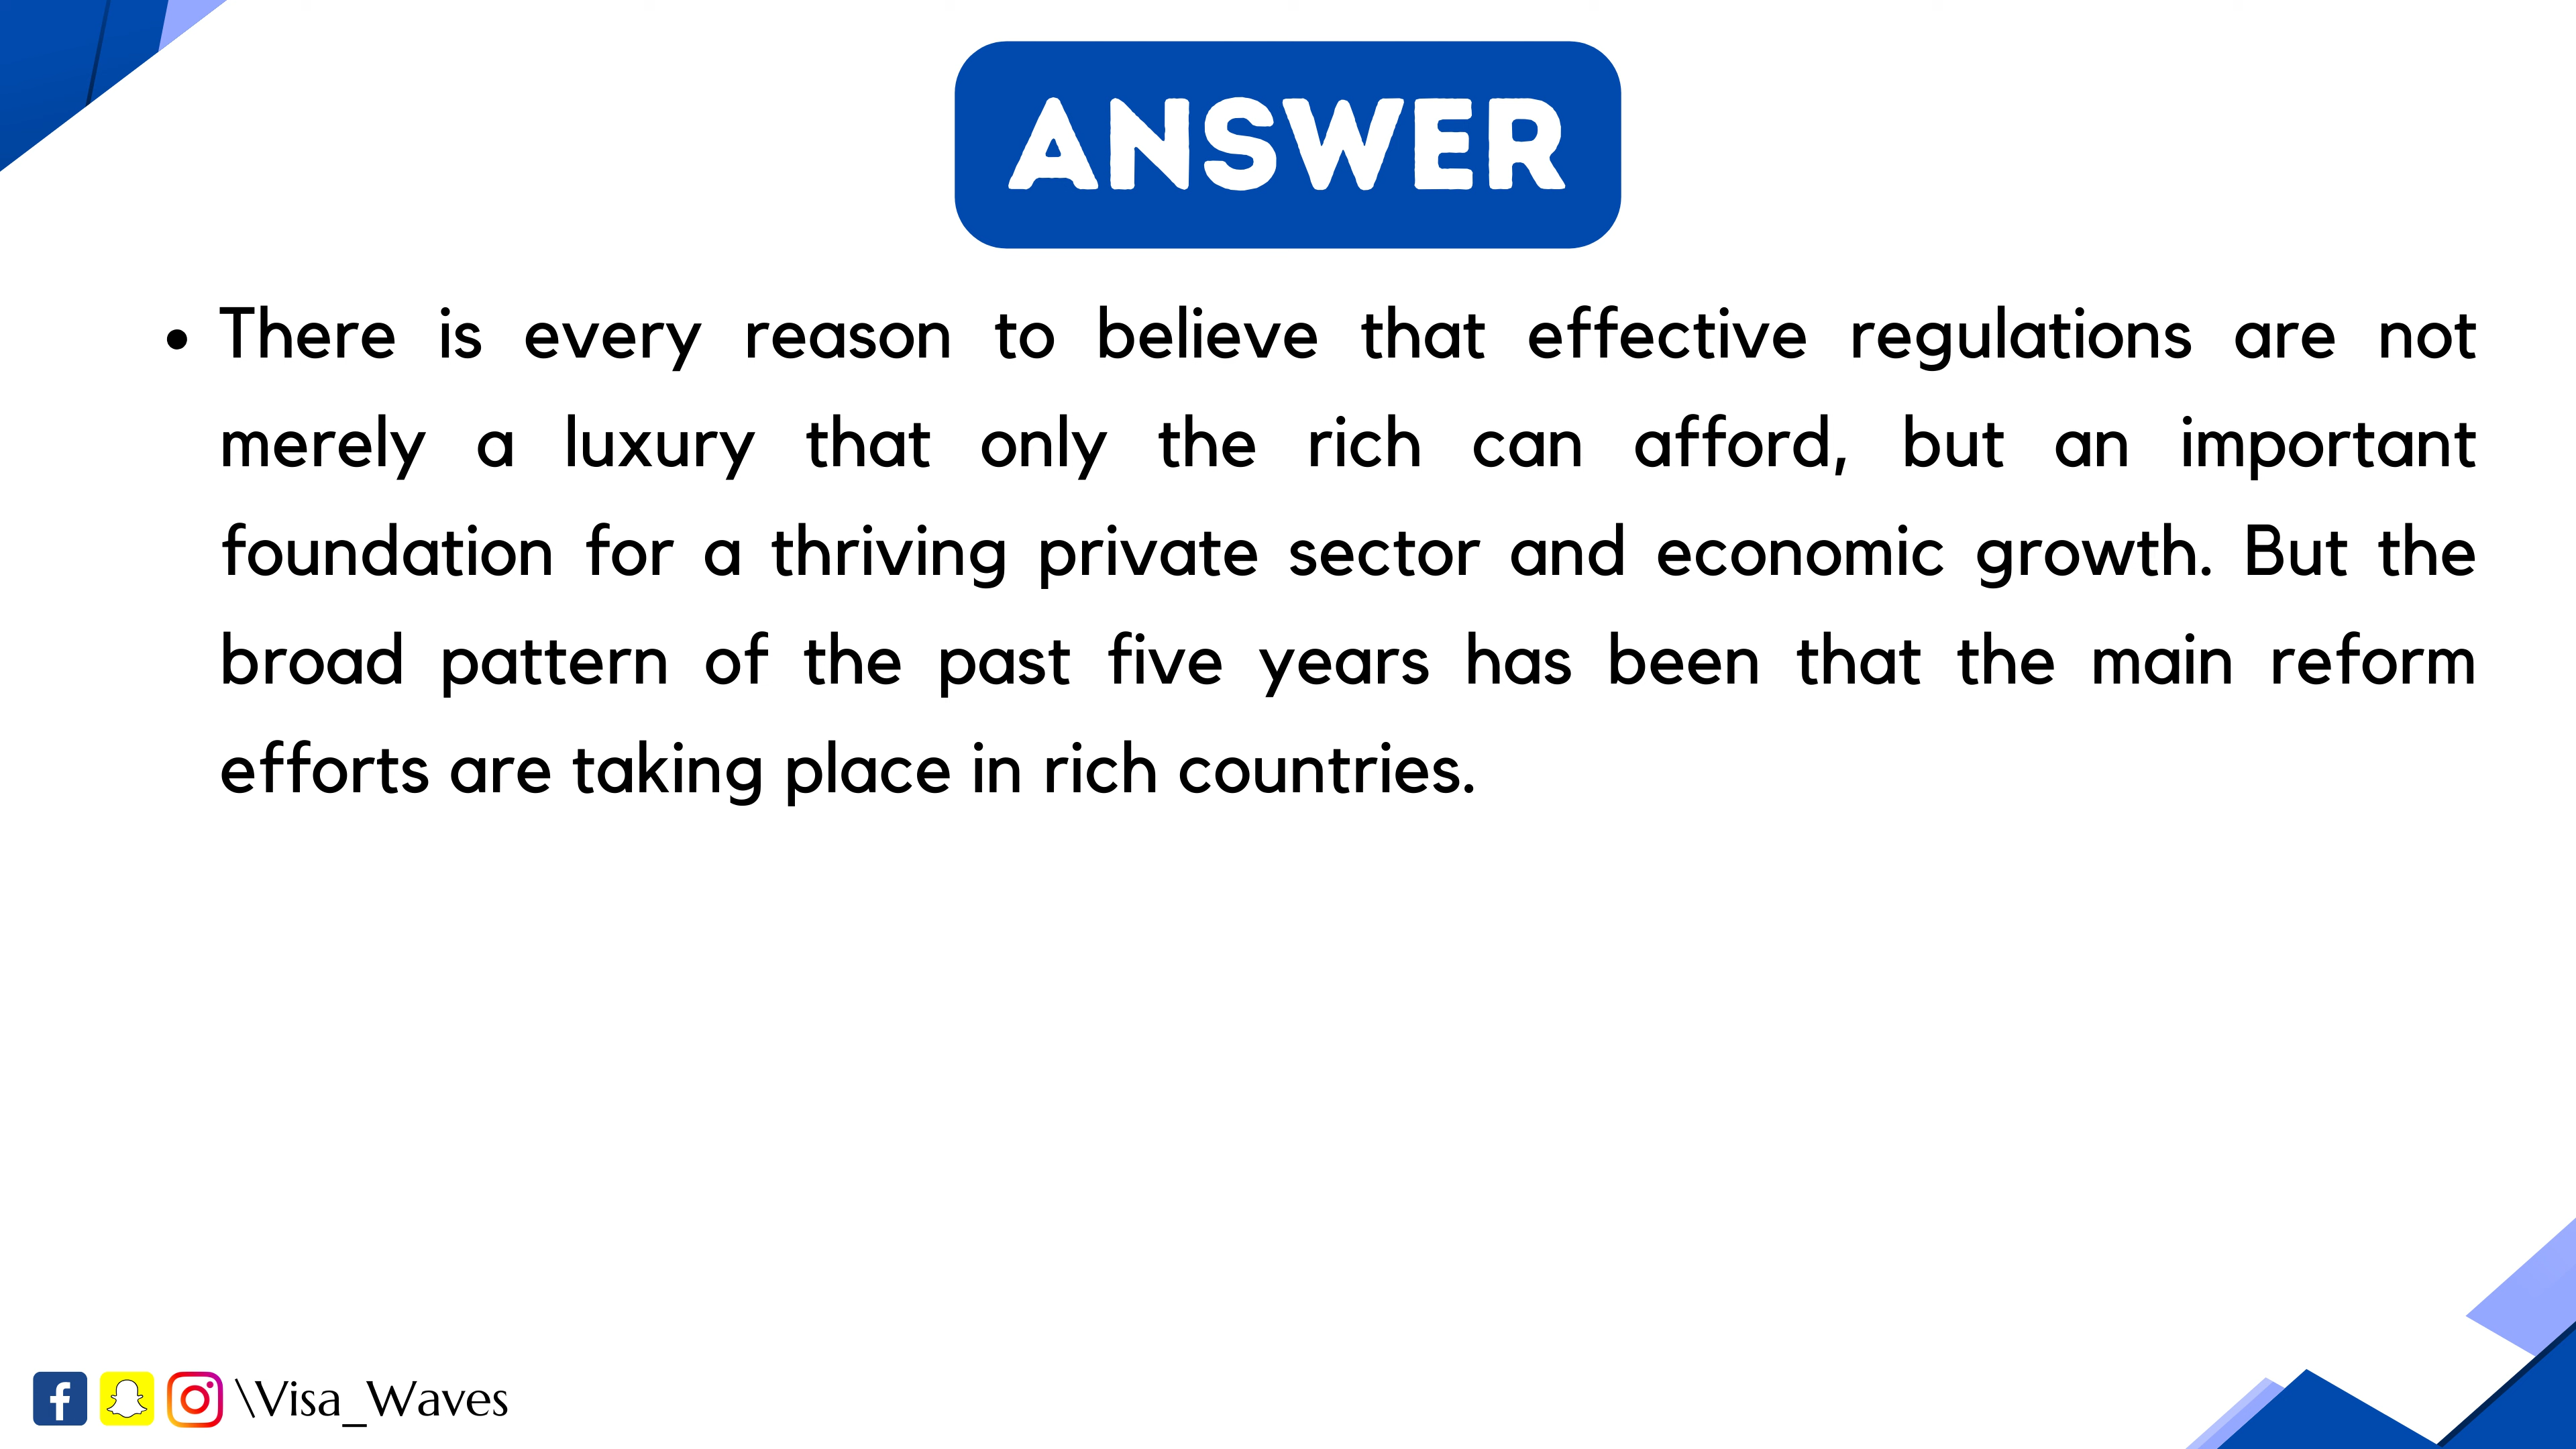 ANSWER
• There is every reason to believe that effective regulations are not
merely a luxury that only the rich can afford, but an important
foundation for a thriving private sector and economic growth. But the
broad pattern of the past five years has been that the main reform
efforts are taking place in rich countries.
\Visa_Waves